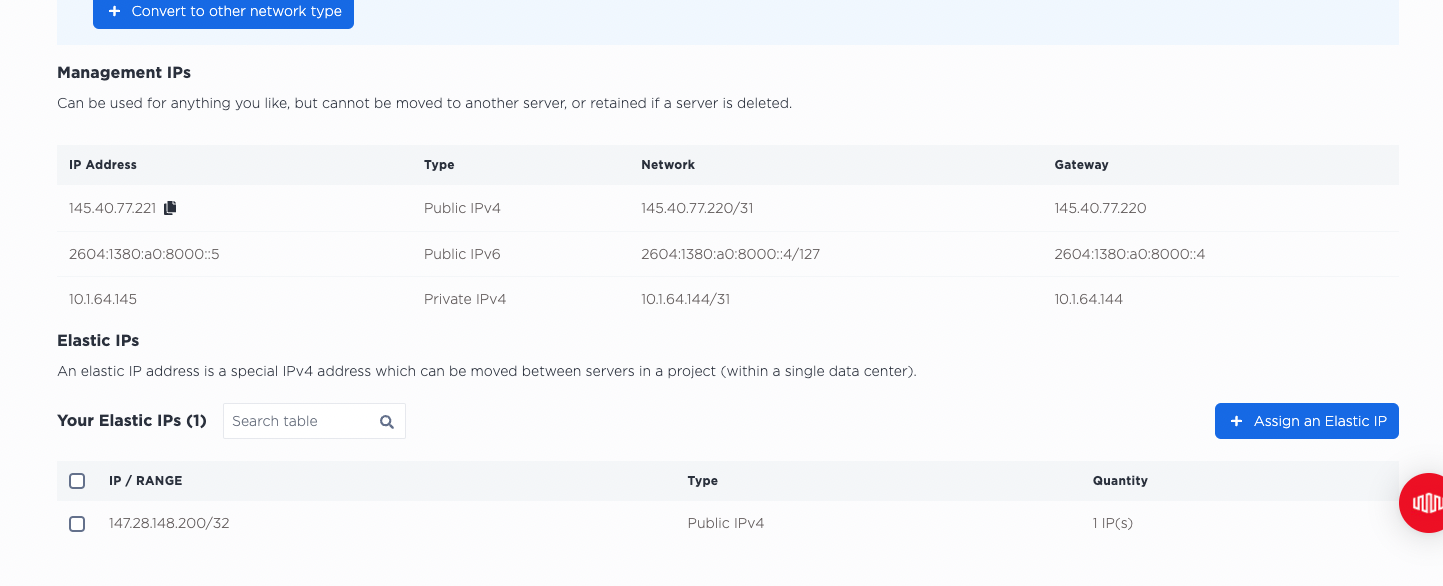 + Convert to other network type
Management IPs
Can be used for anything you like, but cannot be moved to another server, or retained if a server is deleted.
IP Address Type Network Gateway
145.40.77.221 Public IPv4 145.40.77.220/31 145.40.77.220
2604:1380:a0:8000::5 Public IPv6 2604:1380:a0:8000::4/127 2604:1380:a0:8000::4
10.1.64.145 Private IPv4 10.1.64.144/31 10.1.64.144
Elastic IPs
An elastic IP address is a special IPv4 address which can be moved between servers in a project (within a single data center).
Your Elastic IPs (1) Search table + Assign an Elastic IP
IP / RANGE Type Quantity
147.28.148.200/32 Public IPv4 1 IP(s)